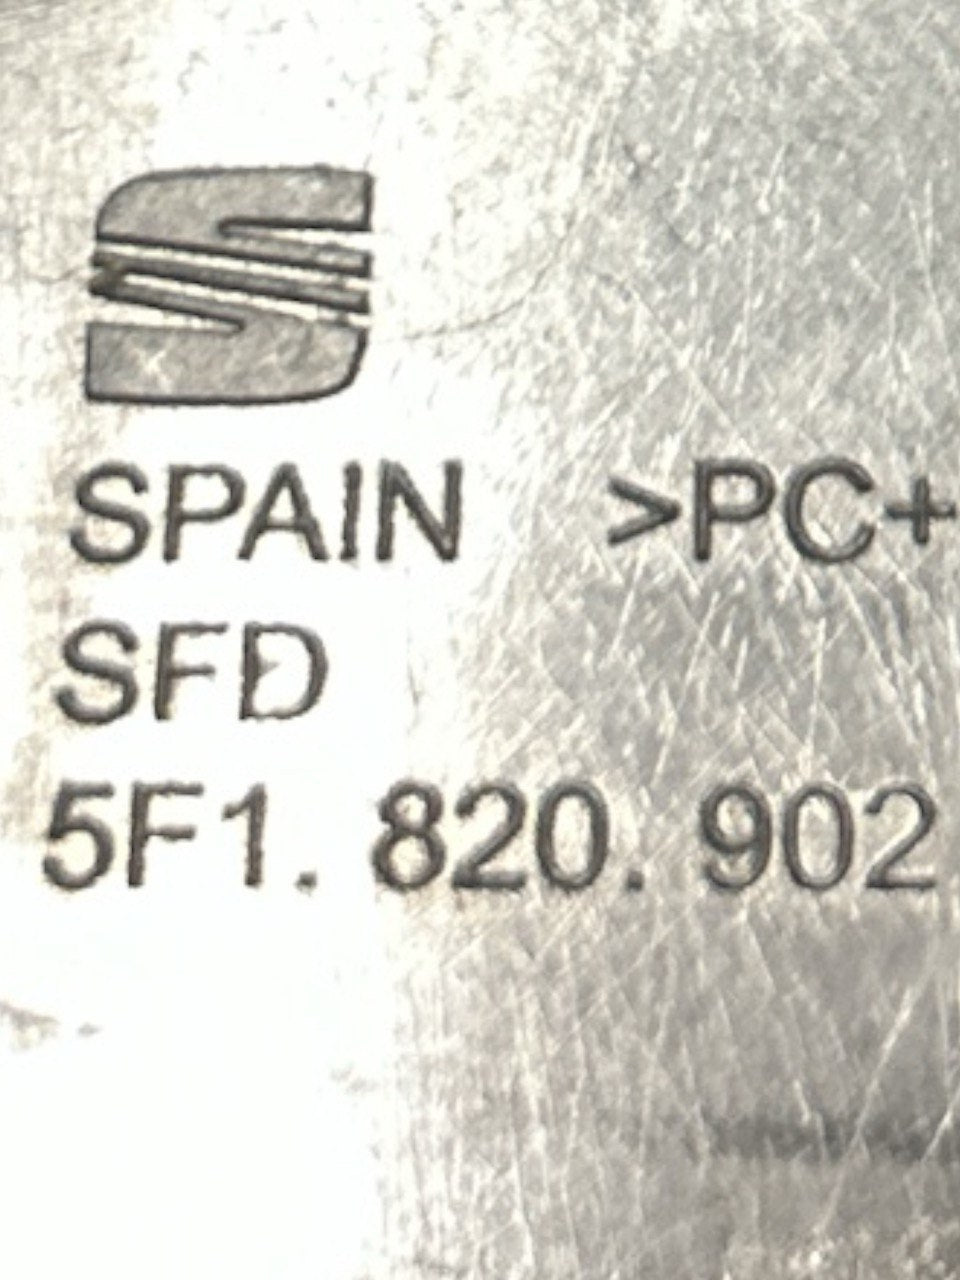 SPAIN >PC+
SFD
5F1. 820. 902